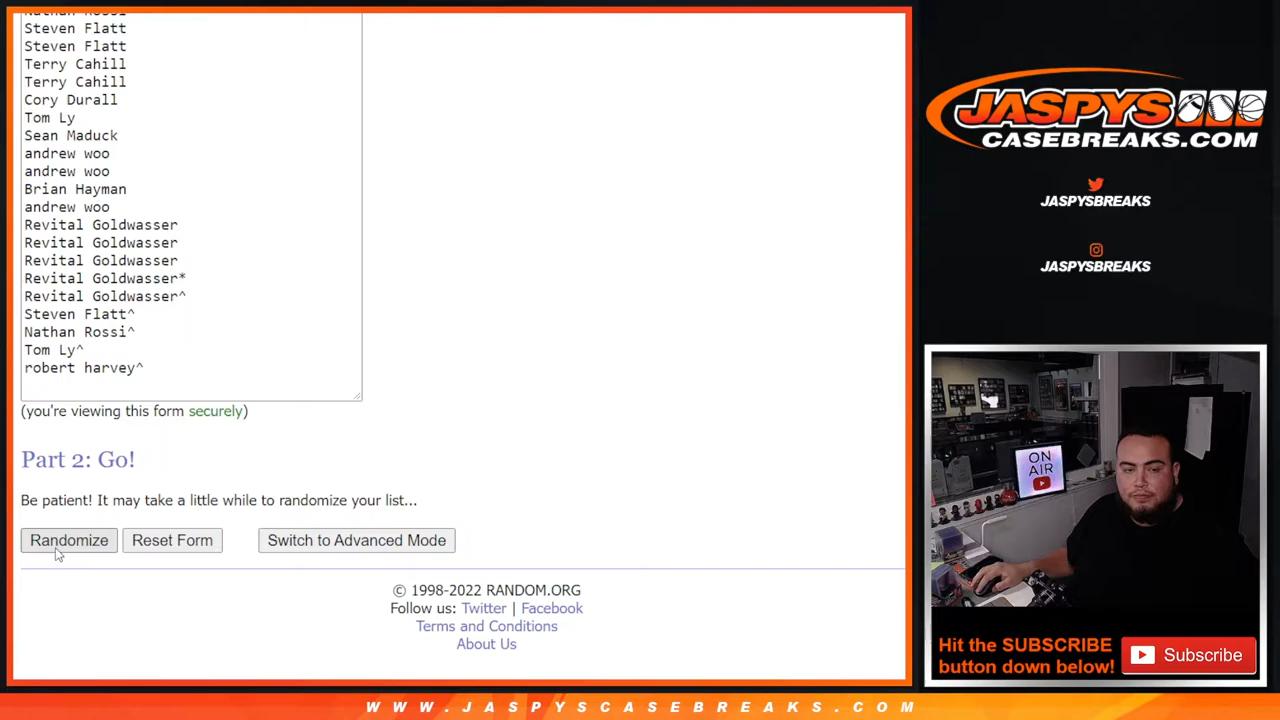 Steven Flatt
Steven Flatt
Terry Cahill
Terry Cahill
Cory Durall
Tom Ly
Sean Maduck
andrew woo
andrew woo
Brian Hayman
andrew woo
Revital Goldwasser
Revital Goldwasser
Revital Goldwasser
Revital Goldwasser*
Revital Goldwasser^
Steven Flatt^
Nathan Rossi^
Tom Ly^
robert harvey^
(you're viewing this form securely)
Part 2: Go!
Be patient! It may take a little while to randomize your list...
Randomize Reset Form Switch to Advanced Mode
© 1998-2022 RANDOM.ORG
Follow us: Twitter | Facebook
Terms and Conditions
About Us
JASPYS
CASEBREAKS.COM
JASPYSBREAKS
JASPYSBREAKS
ON
AIR
Hit the SUBSCRIBE
button down below!
Subscribe
WWW.JASPYSCASEBREAKS.COM